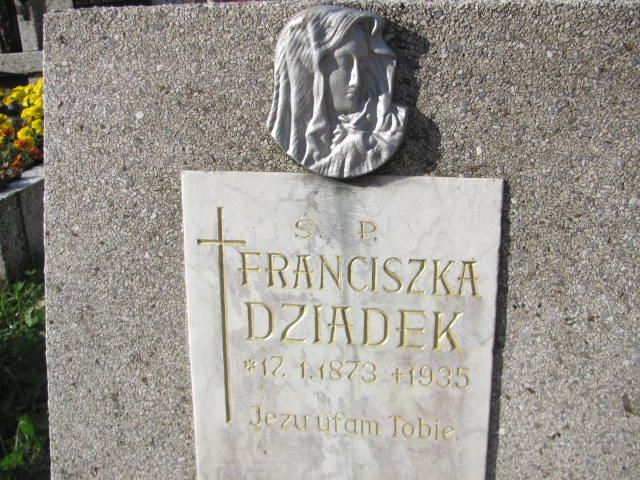 Ś. P.
FRANCISZKA
DZIADEK
*17.1.1873 +1935
Jezu ufam Tobie.